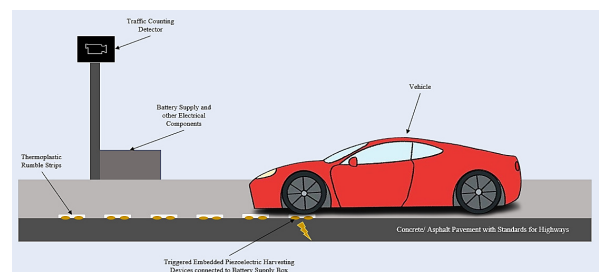 Traffic Counting
Detector
Battery Supply and
other Electrical
Components
Vehicle
Thermoplastic
Rumble Strips
Concrete/ Asphalt Pavement with Standards for Highways
Triggered Embedded Piezoelectric Harvesting
Devices connected to Battery Supply Box